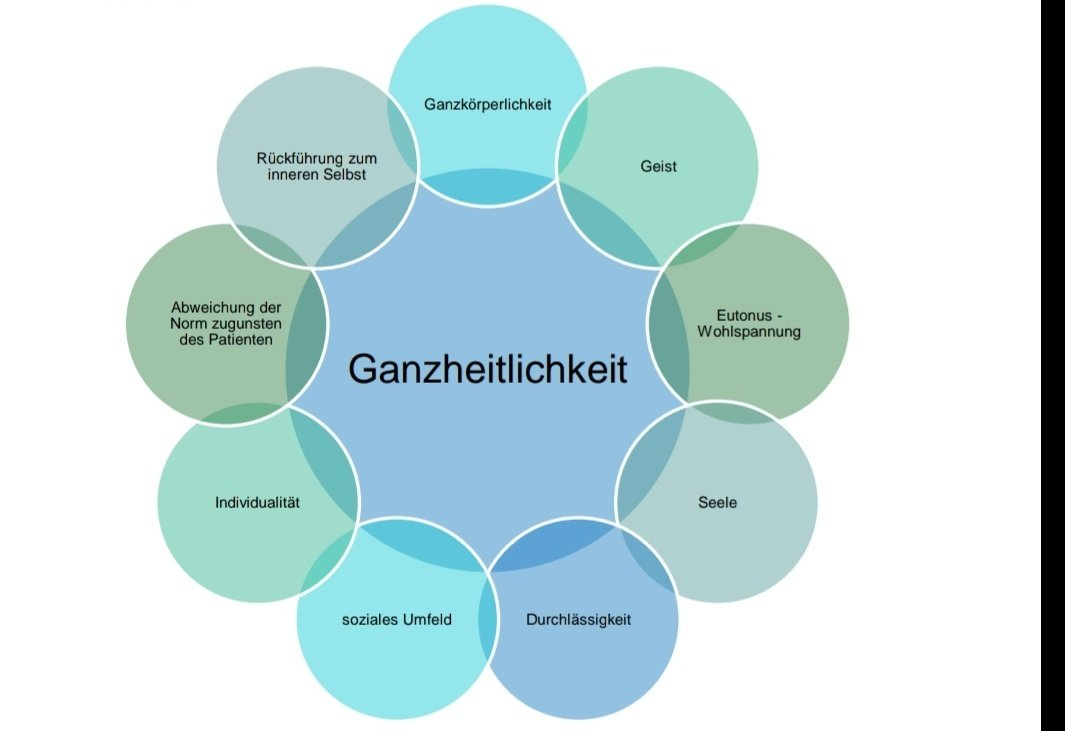 Ganzkörperlichkeit
Geist
Eutonus -
Wohlspannung
Seele
Durchlässigkeit
soziales Umfeld
Individualität
Abweichung der
Norm zugunsten
des Patienten
Rückführung zum
inneren Selbst
Ganzheitlichkeit